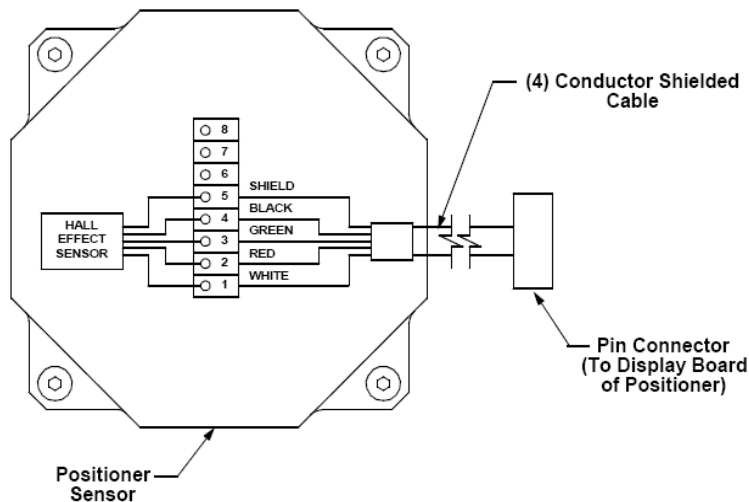 (4) Conductor Shielded
Cable
8
7
6
SHIELD
5
BLACK
4
GREEN
3
RED
2
WHITE
1
HALL
EFFECT
SENSOR
Pin Connector
(To Display Board
of Positioner)
Positioner
Sensor